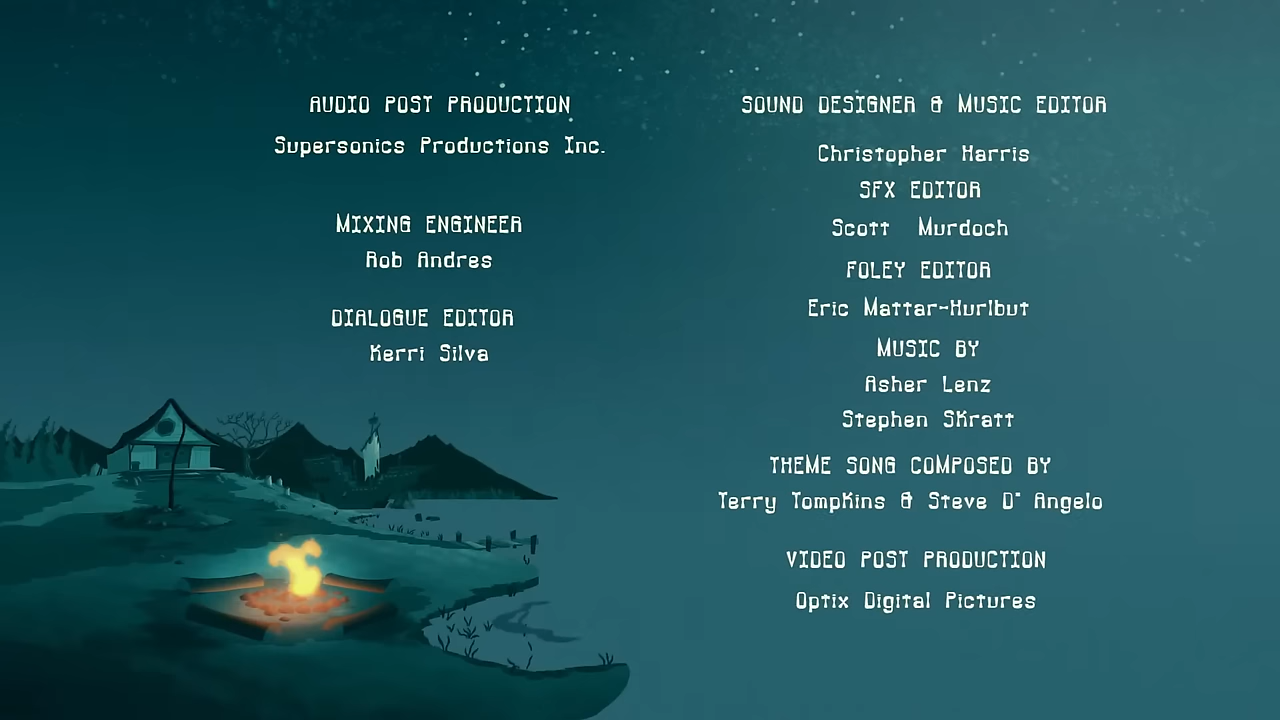 AUDIO POST PRODUCTION
Supersonics Productions Inc.
MIXING ENGINEER
Rob Andres
DIALOGUE EDITOR
Kerri Silva
SOUND DESIGNER & MUSIC EDITOR
Christopher Harris
SFX EDITOR
Scott Murdoch
FOLEY EDITOR
Eric Mattar-Hurlbut
MUSIC BY
Asher Lenz
Stephen SKratt
THEME SONG COMPOSED BY
Terry TompKins & Steve D' Angelo
VIDEO POST PRODUCTION
Optix Digital Pictures